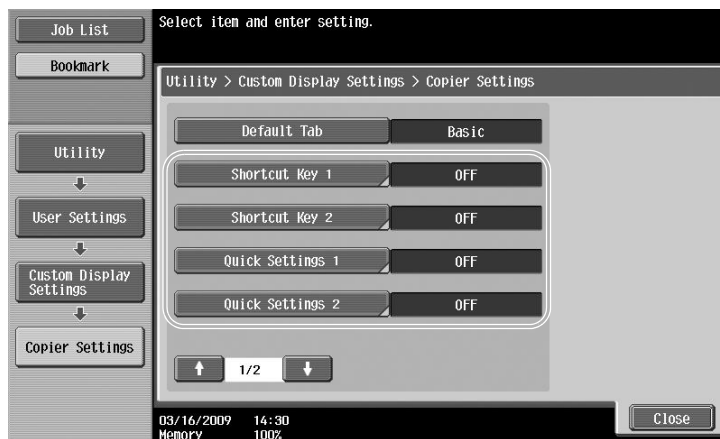 Job List
Bookmark
Select item and enter setting.
Utility > Custom Display Settings > Copier Settings
Utility
User Settings
Custom Display
Settings
Copier Settings
Default Tab Basic
Shortcut Key 1 OFF
Shortcut Key 2 OFF
Quick Settings 1 OFF
Quick Settings 2 OFF
1/2
03/16/2009 14:30
Memory 100%
Close